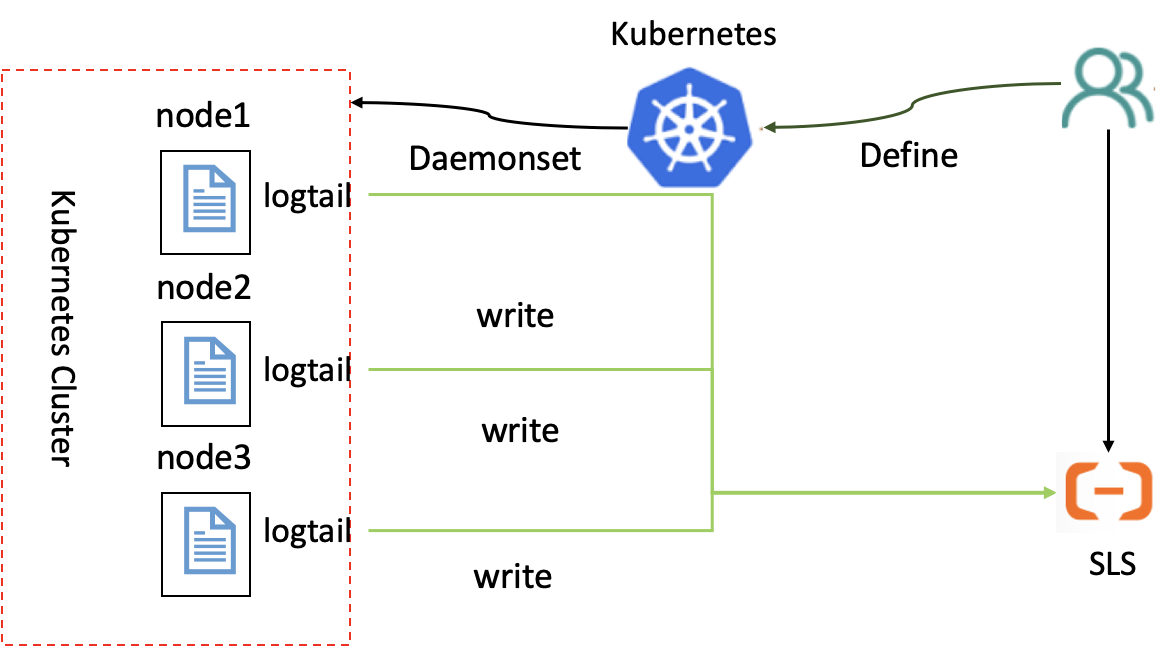 Kubernetes
node1
Daemonset
Define
logtail
Kubernetes Cluster
node2
write
logtail
write
node3
logtail
SLS
write